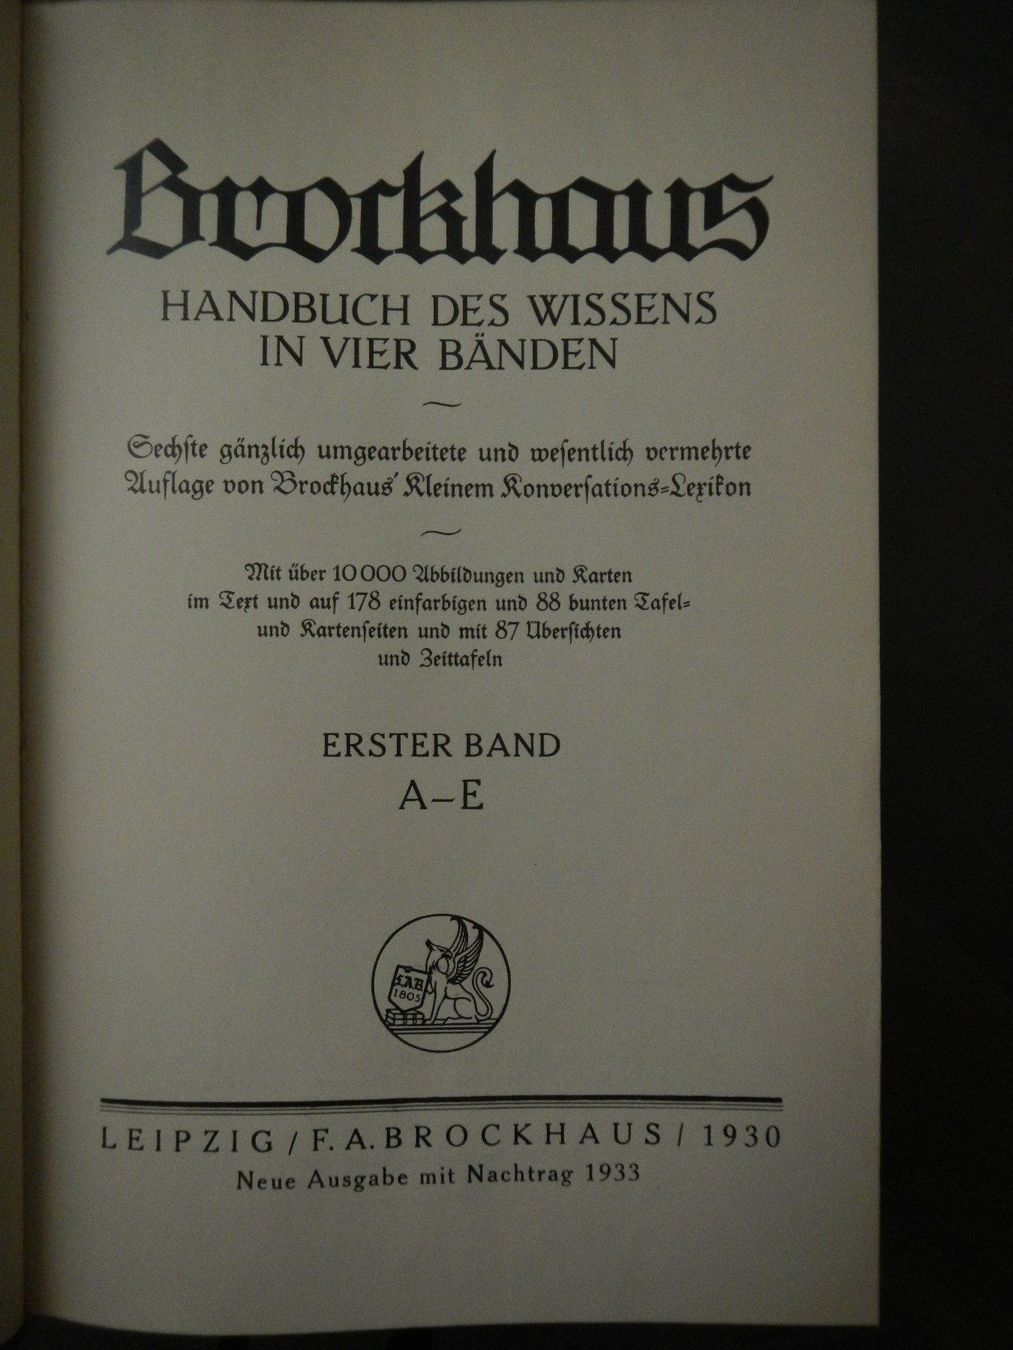 Brockhaus
HANDBUCH DES WISSENS
IN VIER BÄNDEN
Sechste gänzlich umgearbeitete und wesentlich vermehrte
Auflage von Brockhaus' Kleinem Konversations=Lexikon
Mit über 10000 Abbildungen und Karten
im Text und auf 178 einfarbigen und 88 bunten Tafel=
und Kartenseiten und mit 87 Übersichten
und Zeittafeln
ERSTER BAND
A–E
F.A.B.
1805
LEIPZIG / F. A. BROCKHAUS / 1930
Neue Ausgabe mit Nachtrag 1933